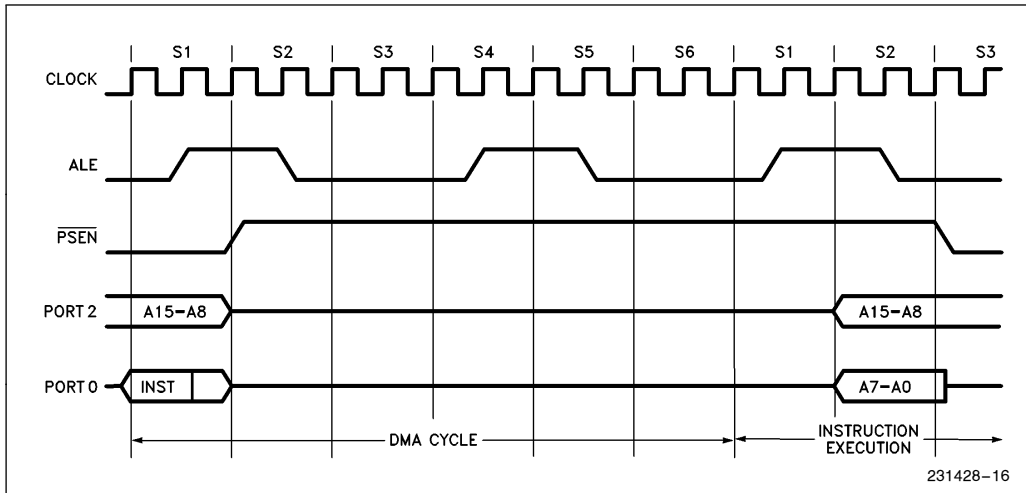 S1 S2 S3 S4 S5 S6 S1 S2 S3
CLOCK
ALE
PSEN
PORT 2 A15–A8 A15–A8
PORT 0 INST A7–A0
DMA CYCLE INSTRUCTION
EXECUTION
231428–16